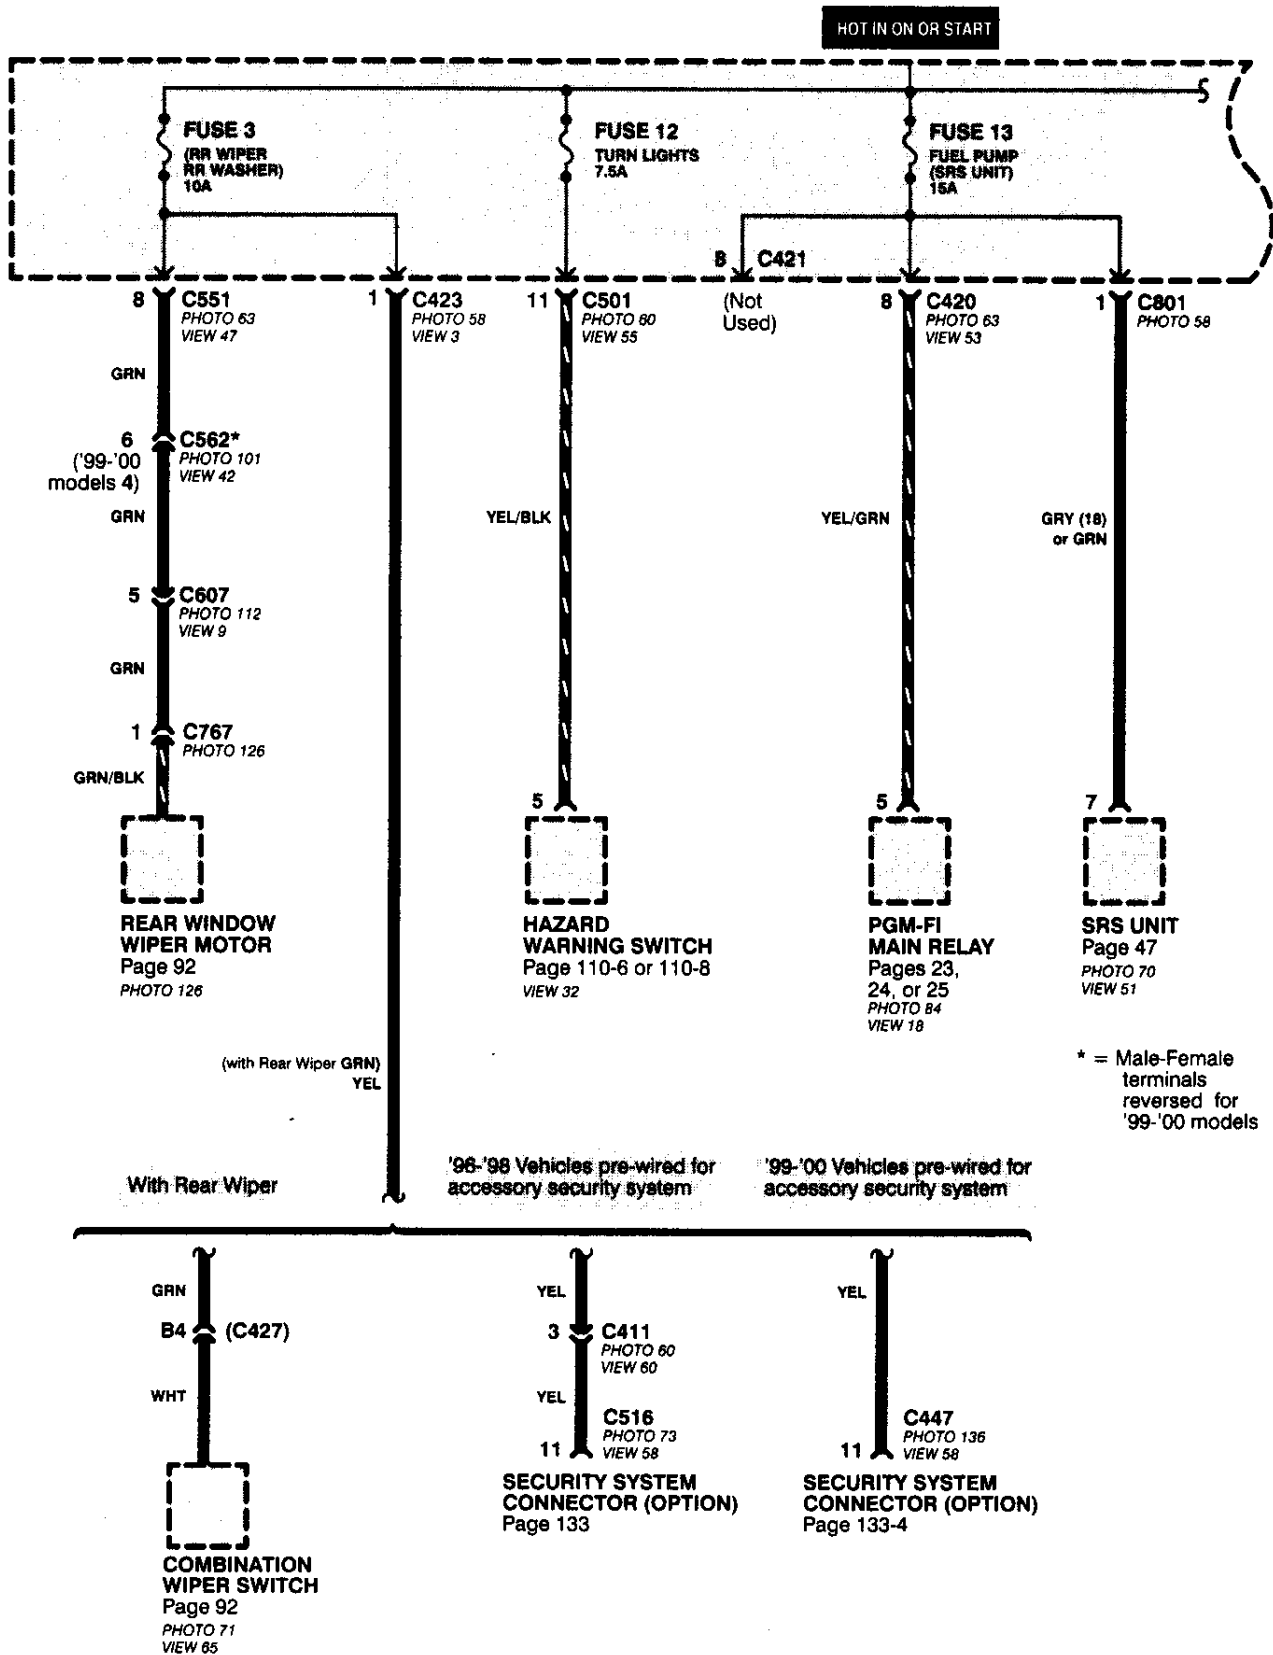 HOT IN ON OR START
FUSE 3
(RR WIPER
RR WASHER)
10A
FUSE 12
TURN LIGHTS
7.5A
FUSE 13
FUEL PUMP
(SRS UNIT)
15A
8 C551
PHOTO 63
VIEW 47
1 C423
PHOTO 58
VIEW 3
11 C501
PHOTO 60
VIEW 55
8 C421
(Not
Used)
8 C420
PHOTO 63
VIEW 53
1 C801
PHOTO 58
GRN
6 C562*
('99-'00
models 4)
PHOTO 101
VIEW 42
GRN
YEL/BLK
YEL/GRN
GRY (18)
or GRN
5 C607
PHOTO 112
VIEW 9
GRN
1 C767
PHOTO 126
GRN/BLK
5
5
7
REAR WINDOW
WIPER MOTOR
Page 92
PHOTO 126
HAZARD
WARNING SWITCH
Page 110-6 or 110-8
VIEW 32
PGM-FI
MAIN RELAY
Pages 23,
24, or 25
PHOTO 84
VIEW 18
SRS UNIT
Page 47
PHOTO 70
VIEW 51
(with Rear Wiper GRN)
YEL
* = Male-Female
terminals
reversed for
'99-'00 models
With Rear Wiper
'96-'98 Vehicles pre-wired for
accessory security system
'99-'00 Vehicles pre-wired for
accessory security system
GRN
B4 (C427)
WHT
COMBINATION
WIPER SWITCH
Page 92
PHOTO 71
VIEW 65
YEL
3 C411
PHOTO 60
VIEW 60
YEL
C516
PHOTO 73
11 VIEW 58
SECURITY SYSTEM
CONNECTOR (OPTION)
Page 133
YEL
C447
PHOTO 136
11 VIEW 58
SECURITY SYSTEM
CONNECTOR (OPTION)
Page 133-4